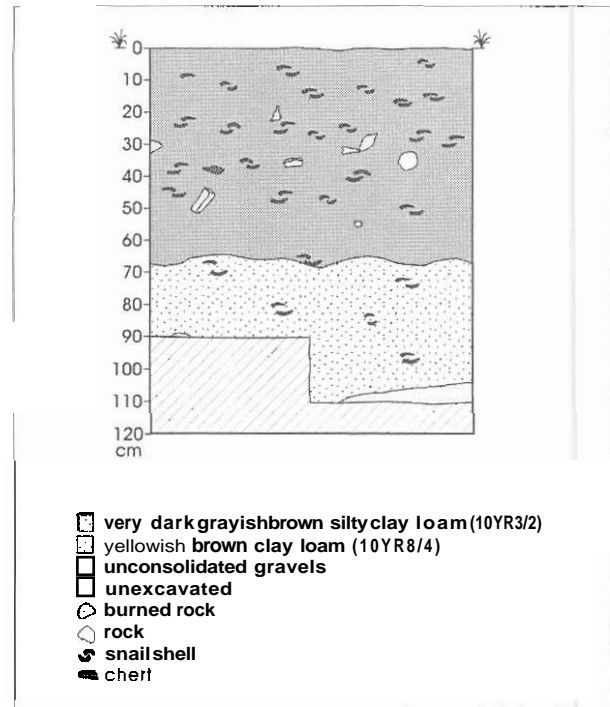 0
10
20
30
40
50
60
70
80
90
100
110
120
cm
very dark grayish brown silty clay loam (10YR3/2)
yellowish brown clay loam (10YR8/4)
unconsolidated gravels
unexcavated
burned rock
rock
snail shell
chert